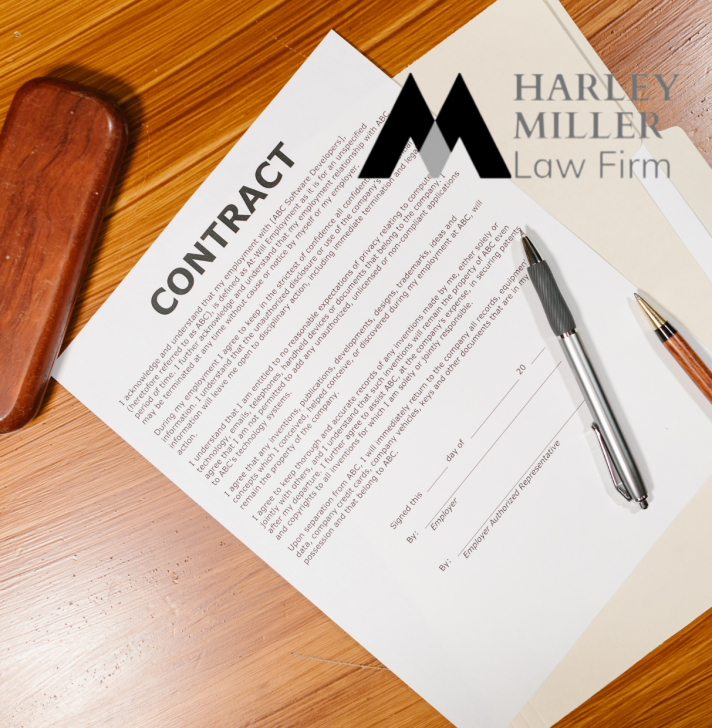 HARLEY
MILLER
Law Firm
CONTRACT
I acknowledge and understand that my employment with ABC Software Developers],
(heretofore referred to as ABC), is defined as At-Will Employment as it is for an unspecified
period of time. I further acknowledge and understand that my employment relationship with ABC
may be terminated at any time without cause or notice by myself or my employer.
During my employment I agree to keep in the strictest of confidence all
information. I understand that the unauthorized disclosure or use of the company's
information will leave me open to disciplinary action, including immediate termination and
action.
I understand that I am entitled to no reasonable expectations of privacy relating to
technology, emails, telephones, handheld devices or documents that belong to the company. I
agree that I am not permitted to add any unauthorized, unlicensed or non-compliant applications
to ABC's technology systems.
I agree that any inventions, publications, developments, designs, trademarks, ideas and
concepts which I conceived, helped conceive, or discovered during my employment at ABC, will
remain the property of the company.
I agree to keep thorough and accurate records of any inventions made by me, either solely or
jointly with others, and I understand that such inventions will remain the property of ABC even
after my departure. I further agree to assist ABC, at the company's expense, in securing patents
and copyrights to all inventions for which I am solely or jointly responsible.
Upon separation from ABC, I will immediately return to the company all records, equipment
data, company credit cards, company vehicles, keys and other documents that are in my
possession and that belong to ABC.
Signed this day of 20
By:
Employer
By:
Employer Authorized Representative